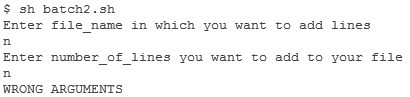 $ sh batch2.sh
Enter file_name in which you want to add lines
n
Enter number_of_lines you want to add to your file
n
WRONG ARGUMENTS